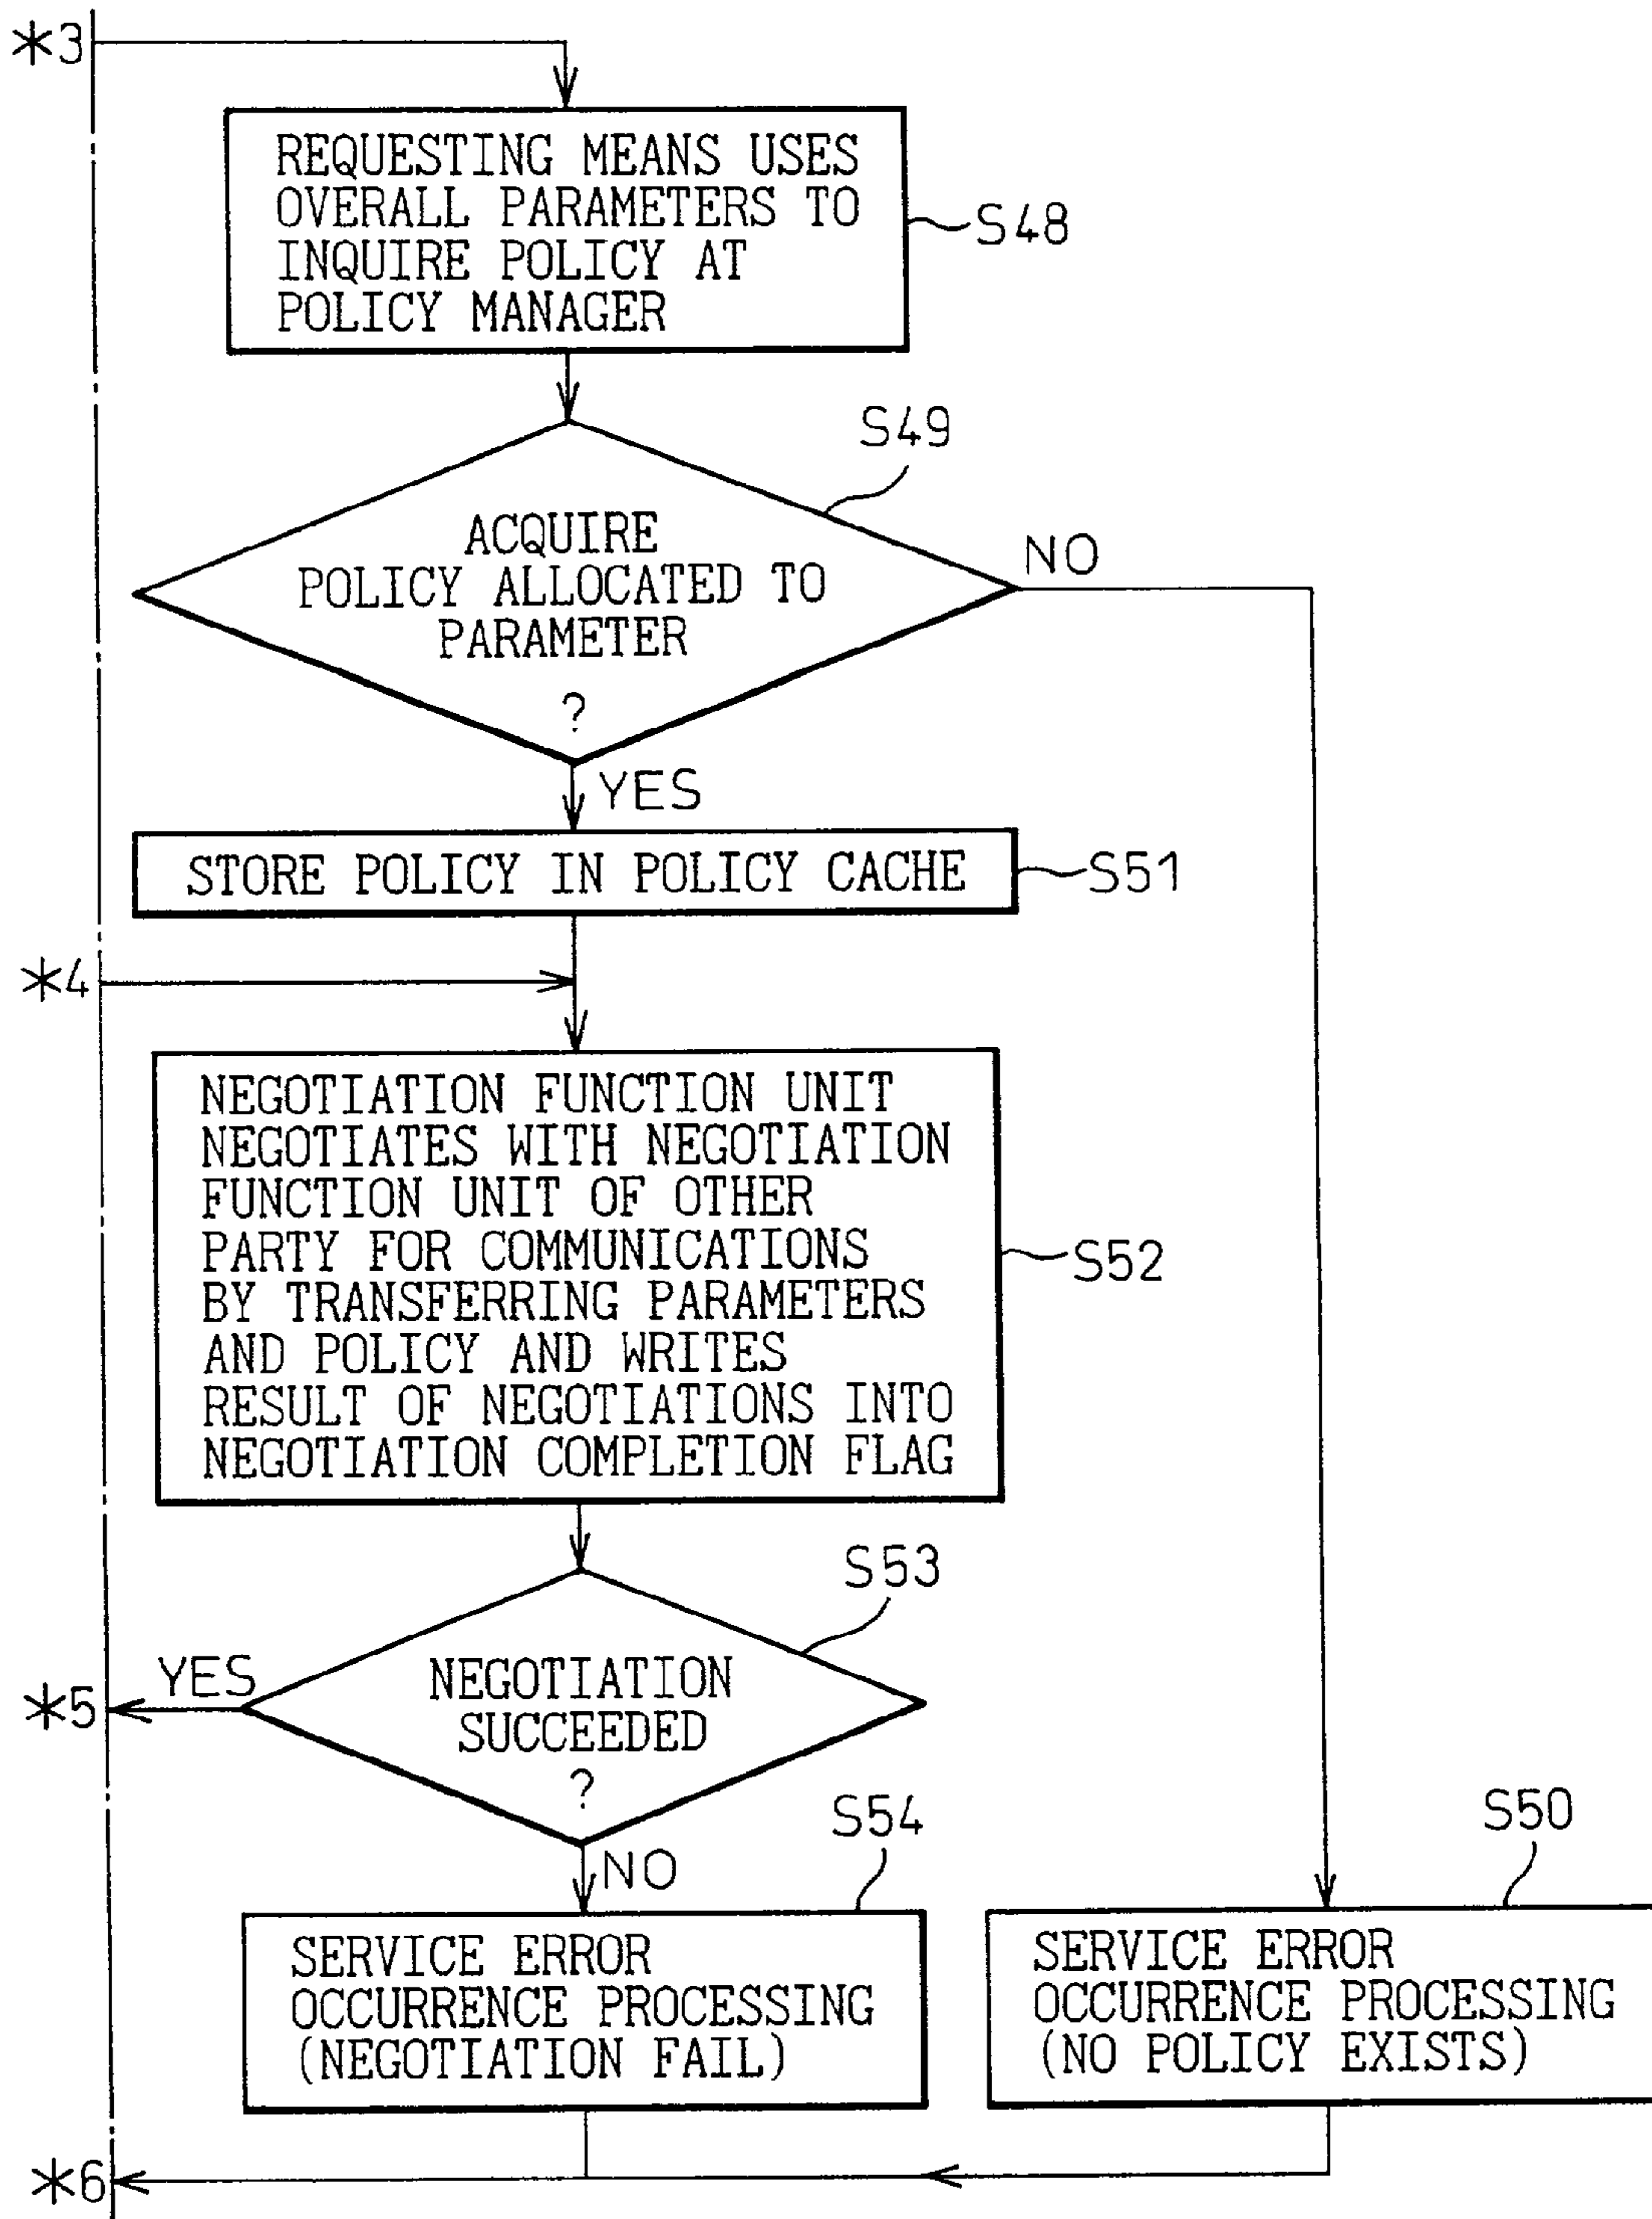 *3
REQUESTING MEANS USES
OVERALL PARAMETERS TO
INQUIRE POLICY AT
POLICY MANAGER
S48
S49
ACQUIRE
POLICY ALLOCATED TO
PARAMETER
?
NO
YES
STORE POLICY IN POLICY CACHE
S51
*4
NEGOTIATION FUNCTION UNIT
NEGOTIATES WITH NEGOTIATION
FUNCTION UNIT OF OTHER
PARTY FOR COMMUNICATIONS
BY TRANSFERRING PARAMETERS
AND POLICY AND WRITES
RESULT OF NEGOTIATIONS INTO
NEGOTIATION COMPLETION FLAG
S52
S53
YES
*5
NEGOTIATION
SUCCEEDED
?
NO
S54
SERVICE ERROR
OCCURRENCE PROCESSING
(NEGOTIATION FAIL)
S50
SERVICE ERROR
OCCURRENCE PROCESSING
(NO POLICY EXISTS)
*6